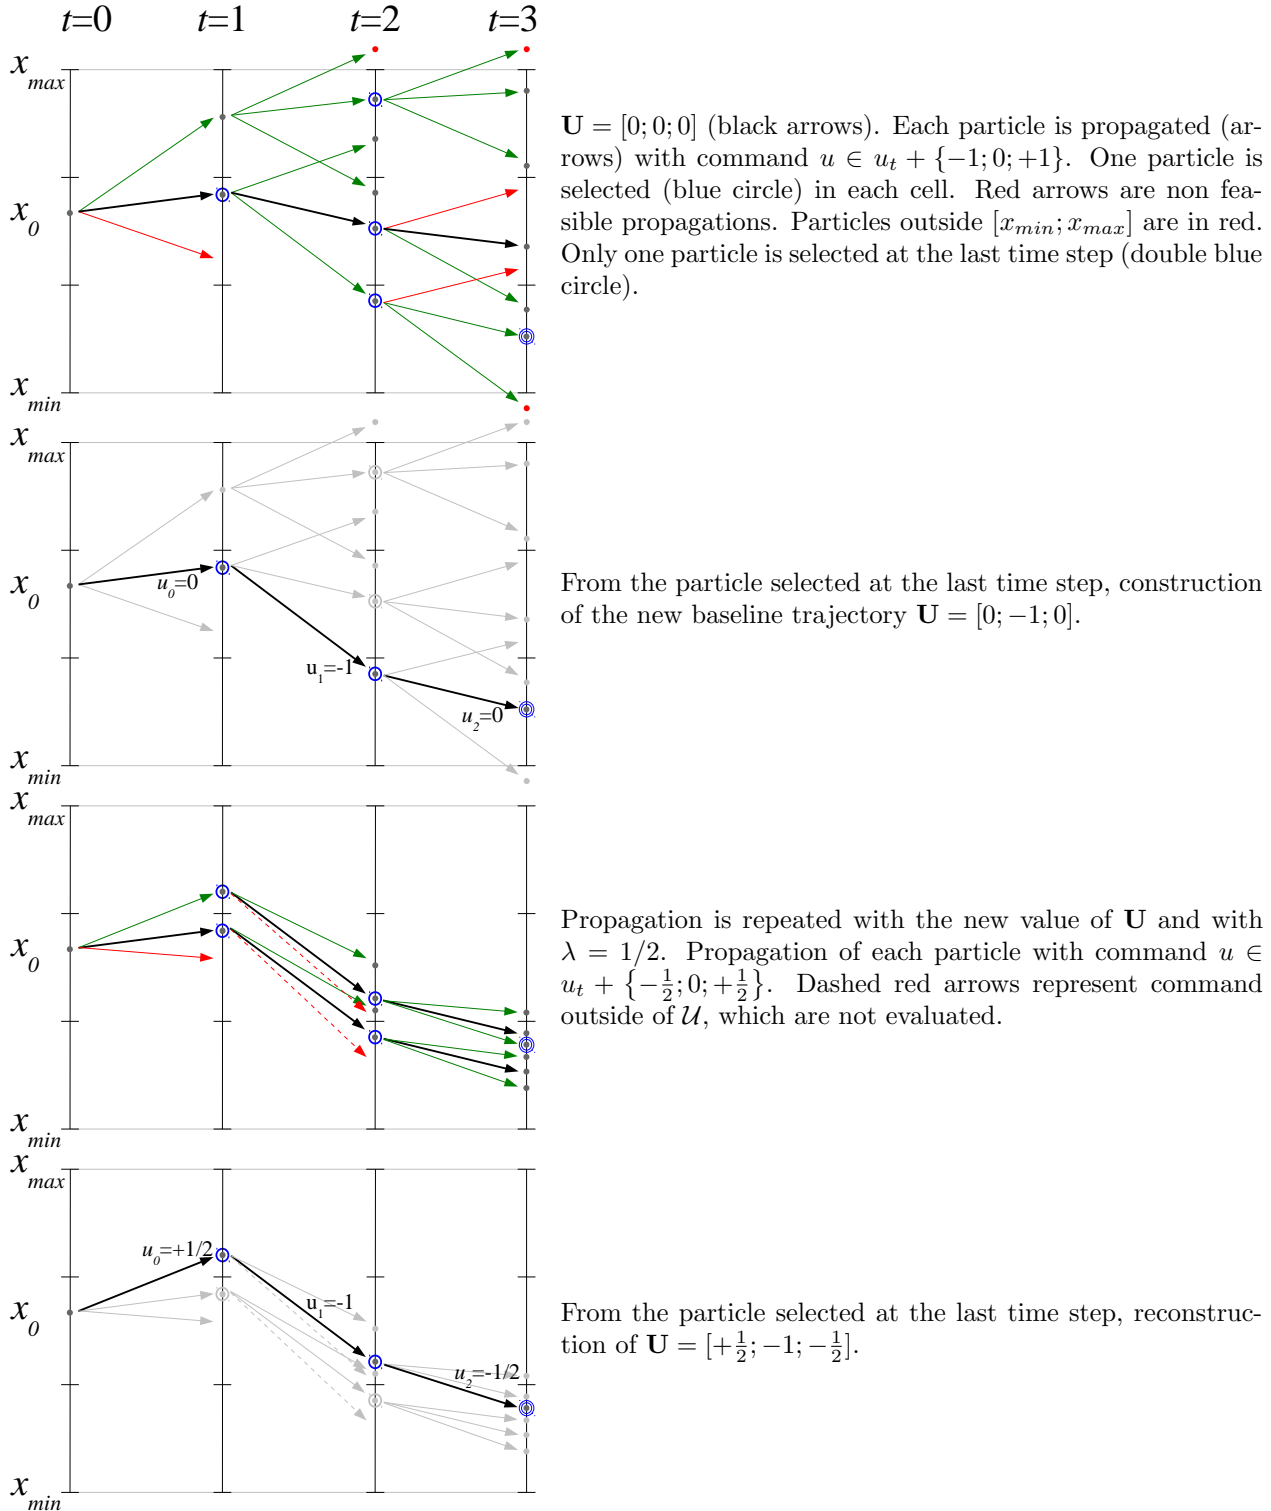 t=0 t=1 t=2 t=3
x_max
x_0
x_min
U = [0; 0; 0] (black arrows). Each particle is propagated (ar-
rows) with command u ∈ u_t + {−1; 0; +1}. One particle is
selected (blue circle) in each cell. Red arrows are non fea-
sible propagations. Particles outside [x_min; x_max] are in red.
Only one particle is selected at the last time step (double blue
circle).
x_max
x_0
x_min
u_0=0
u_1=-1
u_2=0
From the particle selected at the last time step, construction
of the new baseline trajectory U = [0; −1; 0].
x_max
x_0
x_min
Propagation is repeated with the new value of U and with
λ = 1/2. Propagation of each particle with command u ∈
u_t + {−1/2; 0; +1/2}. Dashed red arrows represent command
outside of 𝒰, which are not evaluated.
x_max
x_0
x_min
u_0=+1/2
u_1=-1
u_2=-1/2
From the particle selected at the last time step, reconstruc-
tion of U = [+1/2; −1; −1/2].